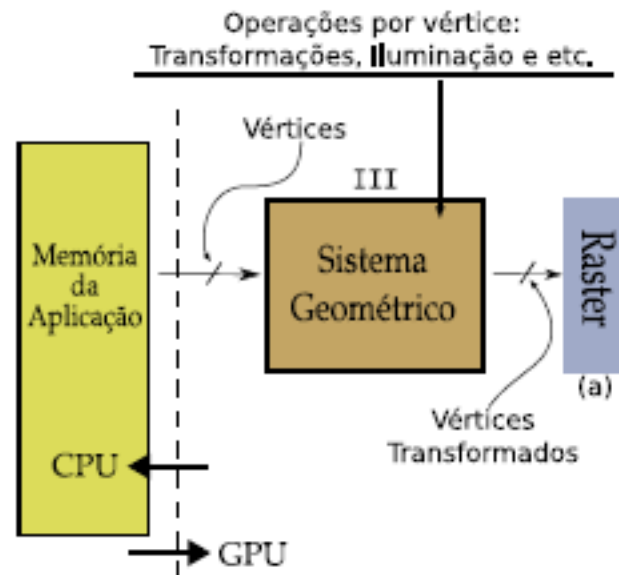 Operações por vértice:
Transformações, Iluminação e etc.
Vértices
III
Memória
da
Aplicação
Sistema
Geométrico
Raster
(a)
Vértices
Transformados
CPU
GPU